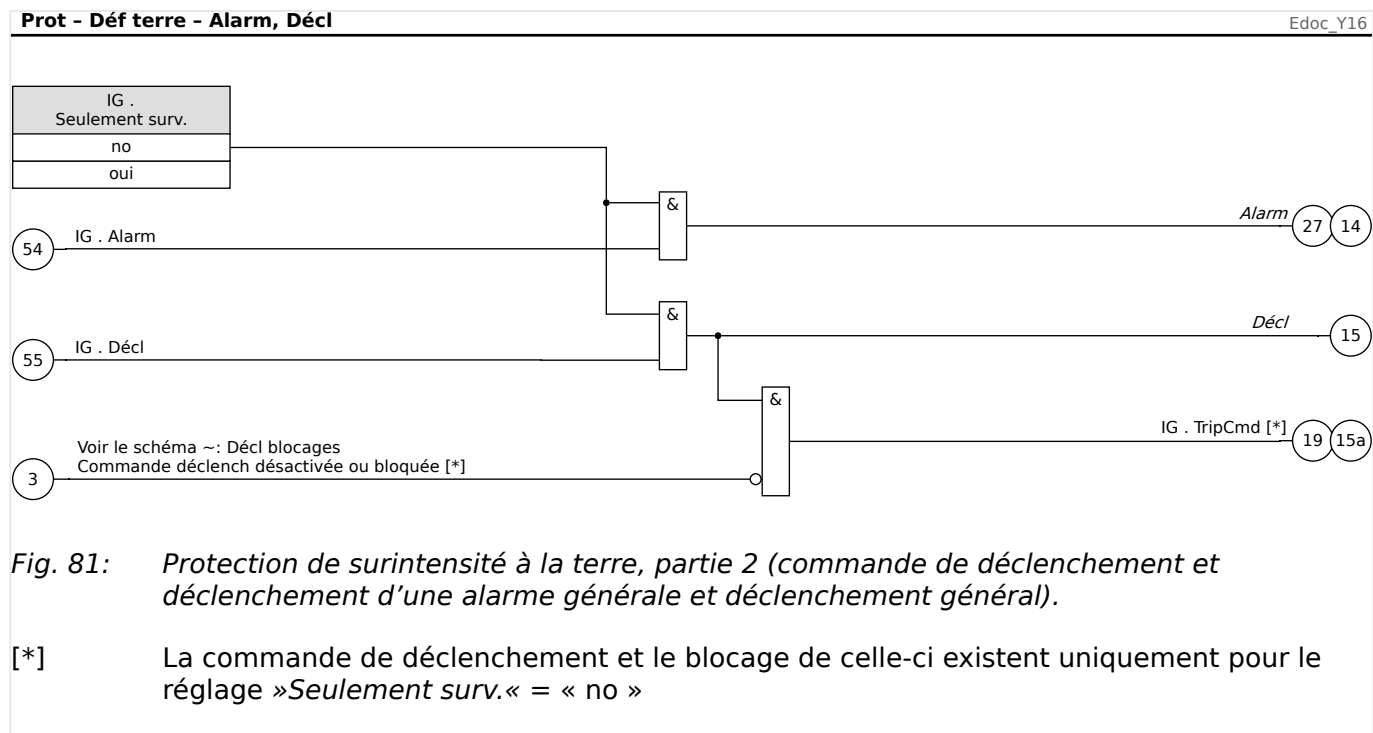 Prot – Déf terre – Alarm, Décl
Edoc_Y16
IG .
Seulement surv.
no
oui
&
Alarm
27
14
54
IG . Alarm
&
Décl
15
55
IG . Décl
&
IG . TripCmd [*]
19
15a
Voir le schéma ~: Décl blocages
Commande déclench désactivée ou bloquée [*]
3
Fig. 81: Protection de surintensité à la terre, partie 2 (commande de déclenchement et
déclenchement d’une alarme générale et déclenchement général).
[*] La commande de déclenchement et le blocage de celle-ci existent uniquement pour le
réglage »Seulement surv.« = « no »